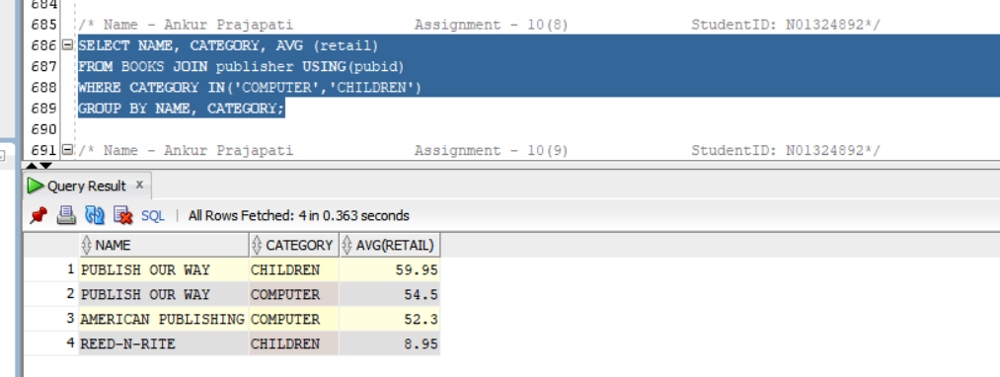 684
685 /* Name - Ankur Prajapati Assignment - 10(8) StudentID: N01324892*/
686 SELECT NAME, CATEGORY, AVG (retail)
687 FROM BOOKS JOIN publisher USING(pubid)
688 WHERE CATEGORY IN('COMPUTER','CHILDREN')
689 GROUP BY NAME, CATEGORY;
690
691 /* Name - Ankur Prajapati Assignment - 10(9) StudentID: N01324892*/
Query Result x
SQL | All Rows Fetched: 4 in 0.363 seconds
NAME CATEGORY AVG(RETAIL)
1 PUBLISH OUR WAY CHILDREN 59.95
2 PUBLISH OUR WAY COMPUTER 54.5
3 AMERICAN PUBLISHING COMPUTER 52.3
4 REED-N-RITE CHILDREN 8.95